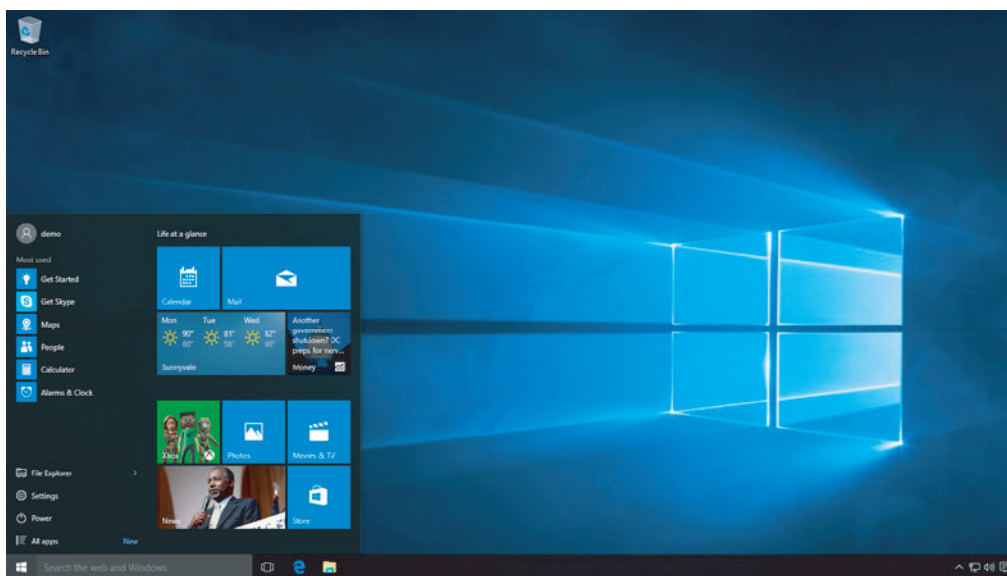 Recycle Bin
demo
Most used
Get Started
Get Skype
Maps
People
Calculator
Alarms & Clock
File Explorer
Settings
Power
All apps
New
Life at a glance
Calendar
Mail
Mon
Tue
Wed
90°
81°
82°
60°
58°
Sunnyvale
Another
government
shutdown? DC
preps for nerv...
Money
Xbox
Photos
Movies & TV
News
Store
Search the web and Windows